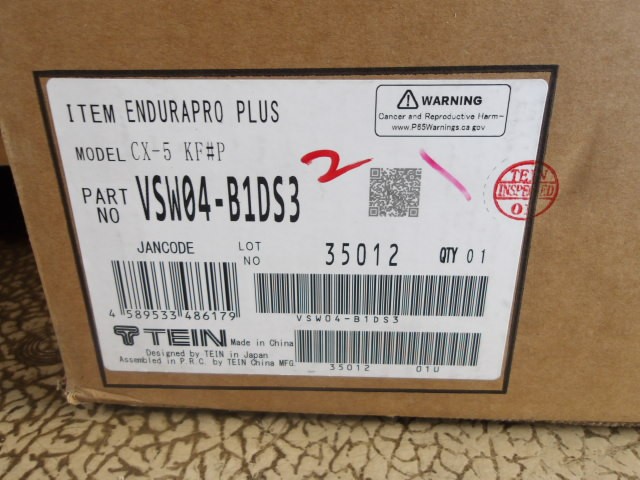 ITEM ENDURAPRO PLUS
WARNING
Cancer and Reproductive Harm-
www.P65Warnings.ca.gov
MODEL CX-5 KF#P
2
PART NO VSW04-B1DS3
TEIN
INSPECTED
01
JANCODE
LOT NO 35012 QTY 01
4 589533 486179
VSW04-B1DS3
TEIN Made in China
Designed by TEIN in Japan
Assembled in P.R.C. by TEIN China MFG.
35012 01U